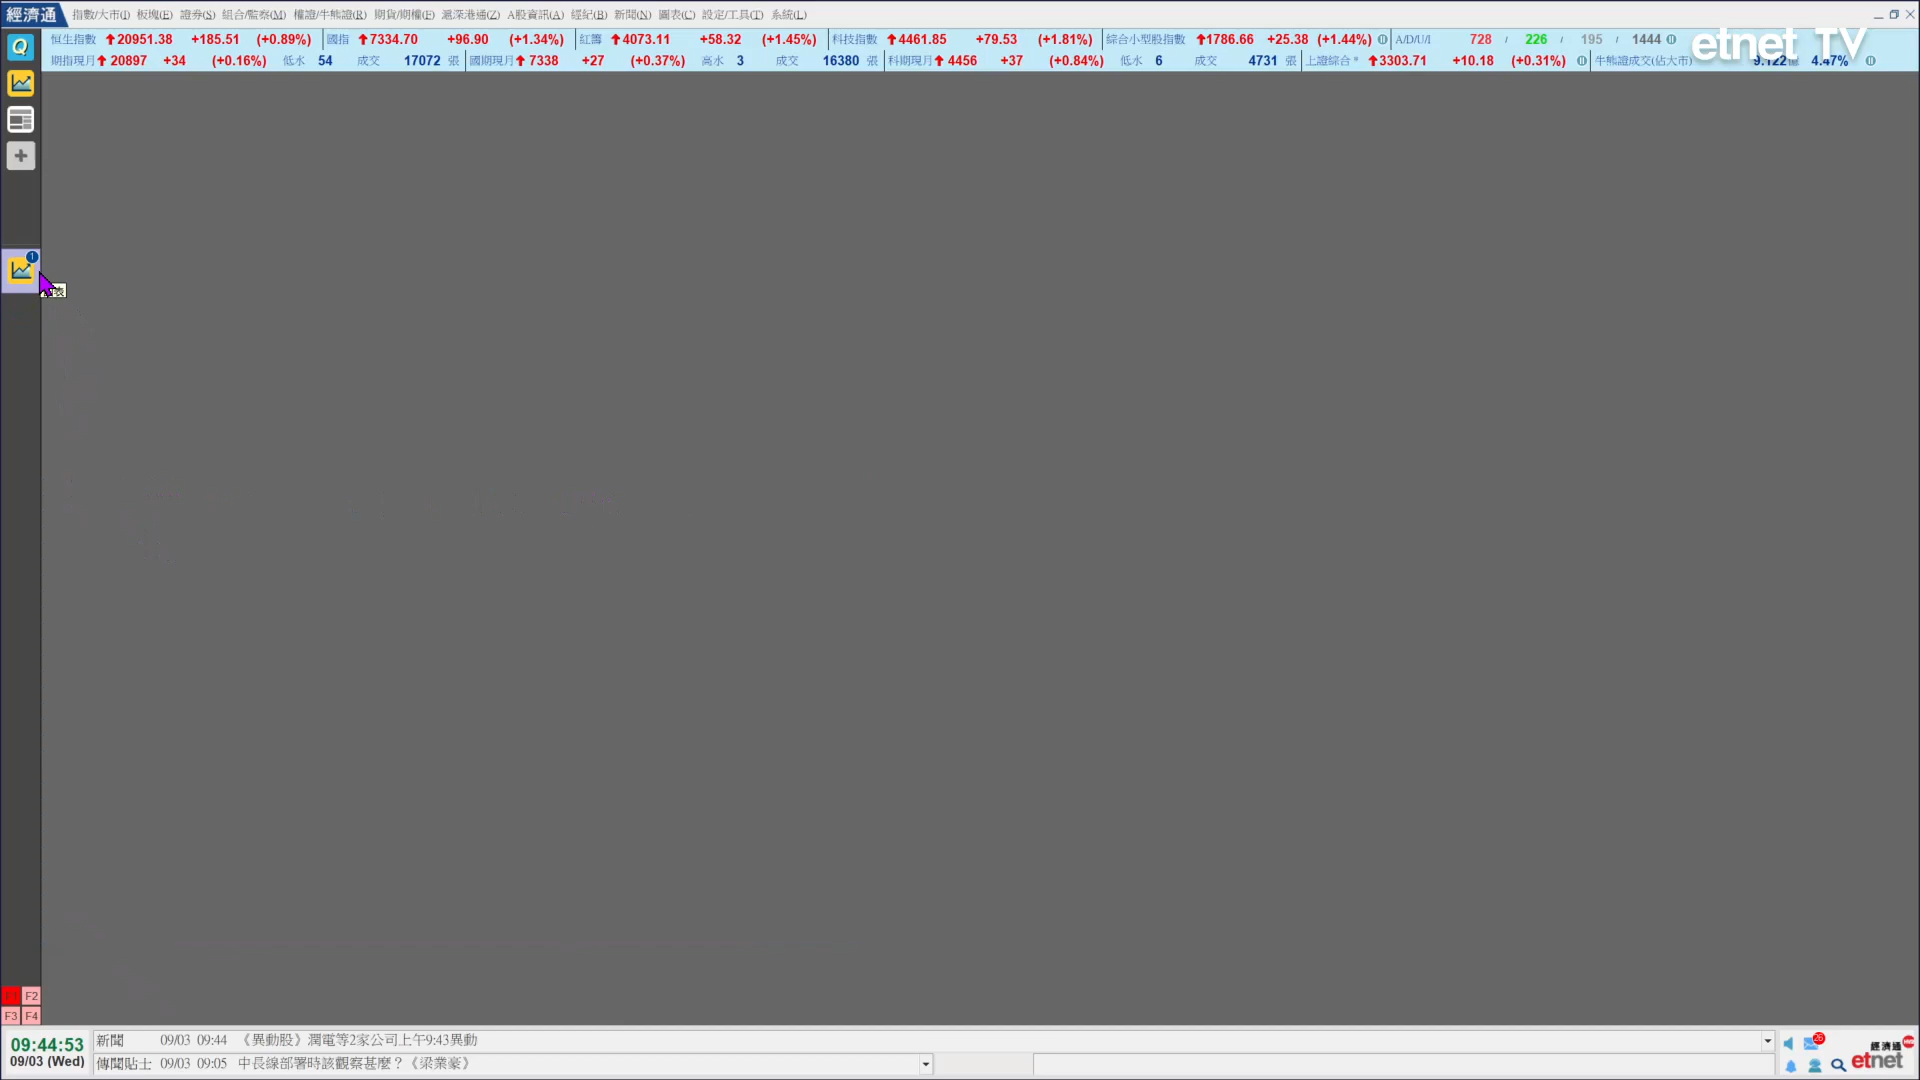 經濟通 指數/大市(I) 板塊(E) 證券(S) 組合/監察(M) 權證/牛熊證(R) 期貨/期權(F) 滬深港通(Z) A股資訊(A) 經紀(B) 新聞(N) 圖表(C) 設定/工具(T) 系統(L)
恒生指數 20951.38 +185.51 (+0.89%) 國指 7334.70 +96.90 (+1.34%) 紅籌 4073.11 +58.32 (+1.45%) 科技指數 4461.85 +79.53 (+1.81%) 綜合小型股指數 1786.66 +25.38 (+1.44%) A/D/U/I 728 / 226 / 195 / 1444
etnet TV
期指現月 20897 +34 (+0.16%) 低水 54 成交 17072 張 國期現月 7338 +27 (+0.37%) 高水 3 成交 16380 張 科期現月 4456 +37 (+0.84%) 低水 6 成交 4731 張 上證綜合* 3303.71 +10.18 (+0.31%) 牛熊證成交(佔大市) 9.122億 4.47%
Q
1
F1 F2
F3 F4
09:44:53 新聞 09/03 09:44 《異動股》潤電等2家公司上午9:43異動
09/03 (Wed) 傳聞貼士 09/03 09:05 中長線部署時該觀察甚麼？《梁業豪》
26
經濟通
etnet